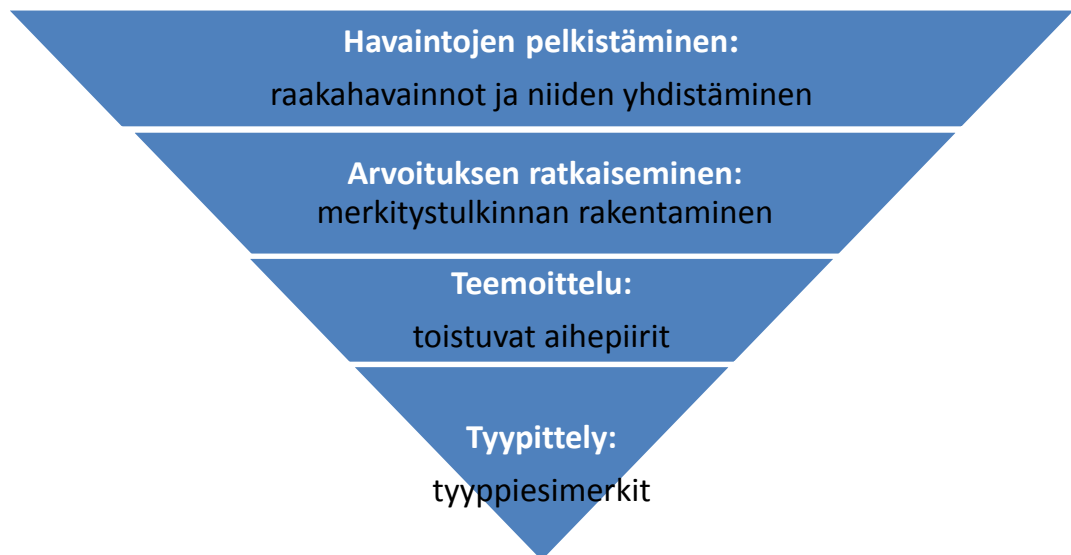 Havaintojen pelkistäminen:
raakahavainnot ja niiden yhdistäminen
Arvoituksen ratkaiseminen:
merkitystulkinnan rakentaminen
Teemoittelu:
toistuvat aihepiirit
Tyypittely:
tyyppiesimerkit